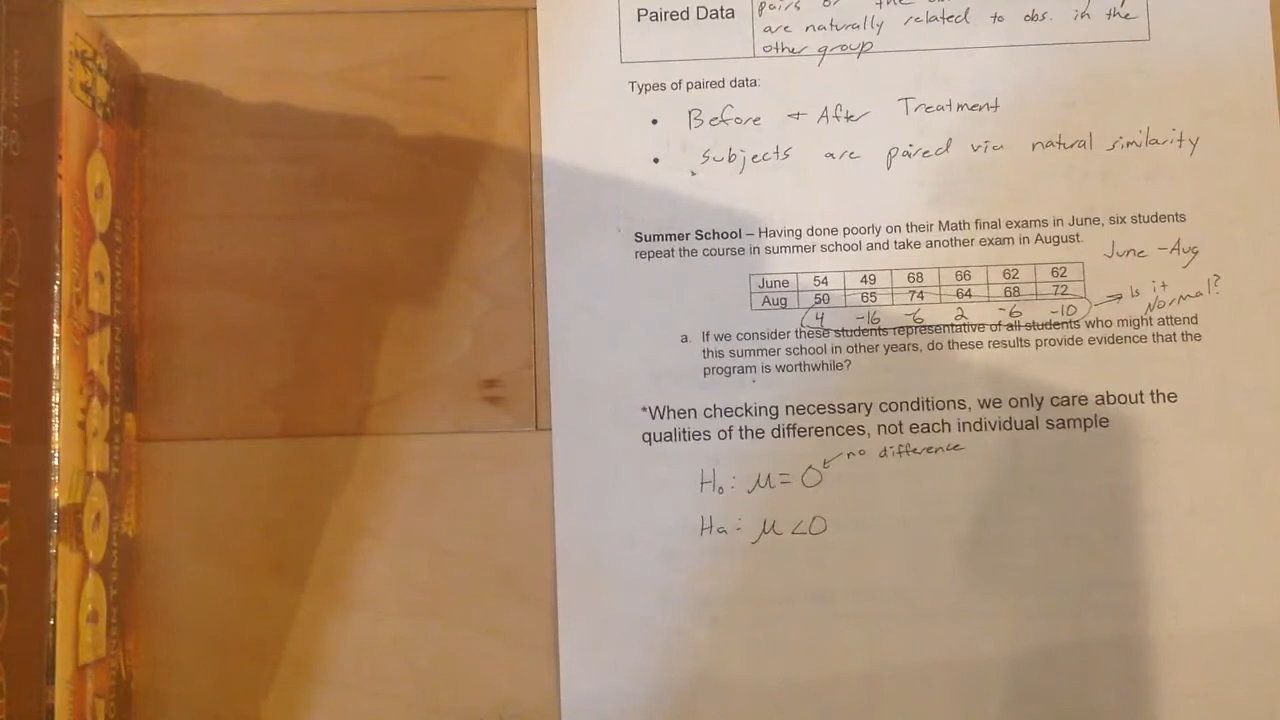 Paired Data
pairs
are naturally related to obs. in the
other group
Types of paired data:
• Before + After Treatment
• Subjects are paired via natural similarity
Summer School – Having done poorly on their Math final exams in June, six students
repeat the course in summer school and take another exam in August.
June – Aug
June 54 49 68 66 62 62
Aug 50 65 74 64 68 72
(4 -16 -6 2 -6 -10) → Is it Normal?
a. If we consider these students representative of all students who might attend
this summer school in other years, do these results provide evidence that the
program is worthwhile?
*When checking necessary conditions, we only care about the
qualities of the differences, not each individual sample
H₀: μ = 0 ← no difference
Ha: μ < 0
EL DORADO
THE GOLDEN TEMPLE